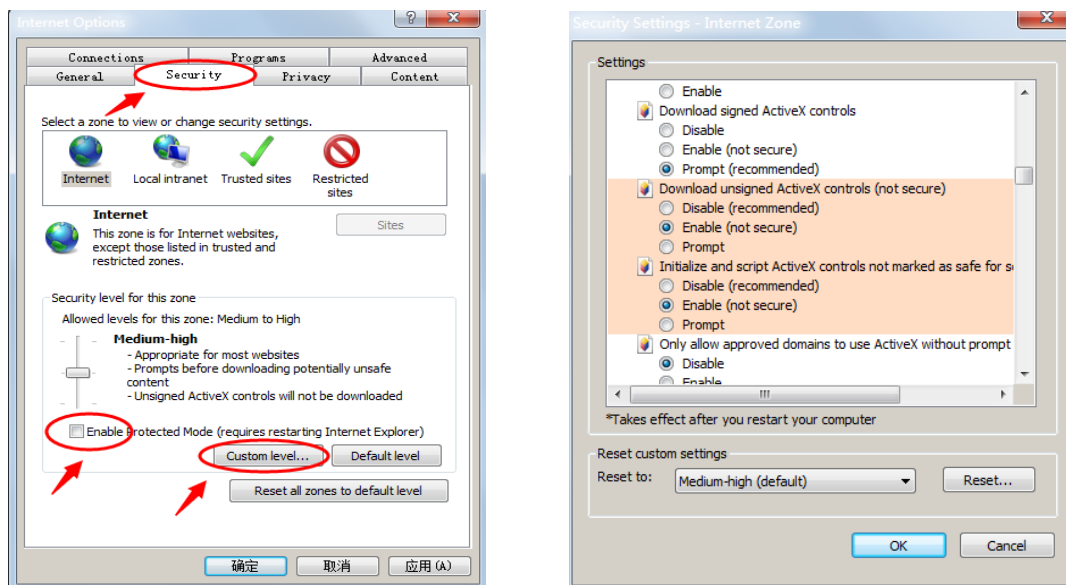 Internet Options
Connections Programs Advanced
General Security Privacy Content
Select a zone to view or change security settings.
Internet Local intranet Trusted sites Restricted sites
Internet
This zone is for Internet websites,
except those listed in trusted and
restricted zones.
Sites
Security level for this zone
Allowed levels for this zone: Medium to High
Medium-high
- Appropriate for most websites
- Prompts before downloading potentially unsafe
content
- Unsigned ActiveX controls will not be downloaded
Enable Protected Mode (requires restarting Internet Explorer)
Custom level... Default level
Reset all zones to default level
确定 取消 应用(A)
Security Settings - Internet Zone
Settings
Enable
Download signed ActiveX controls
Disable
Enable (not secure)
Prompt (recommended)
Download unsigned ActiveX controls (not secure)
Disable (recommended)
Enable (not secure)
Prompt
Initialize and script ActiveX controls not marked as safe for s
Disable (recommended)
Enable (not secure)
Prompt
Only allow approved domains to use ActiveX without prompt
Disable
Enable
*Takes effect after you restart your computer
Reset custom settings
Reset to: Medium-high (default) Reset...
OK Cancel